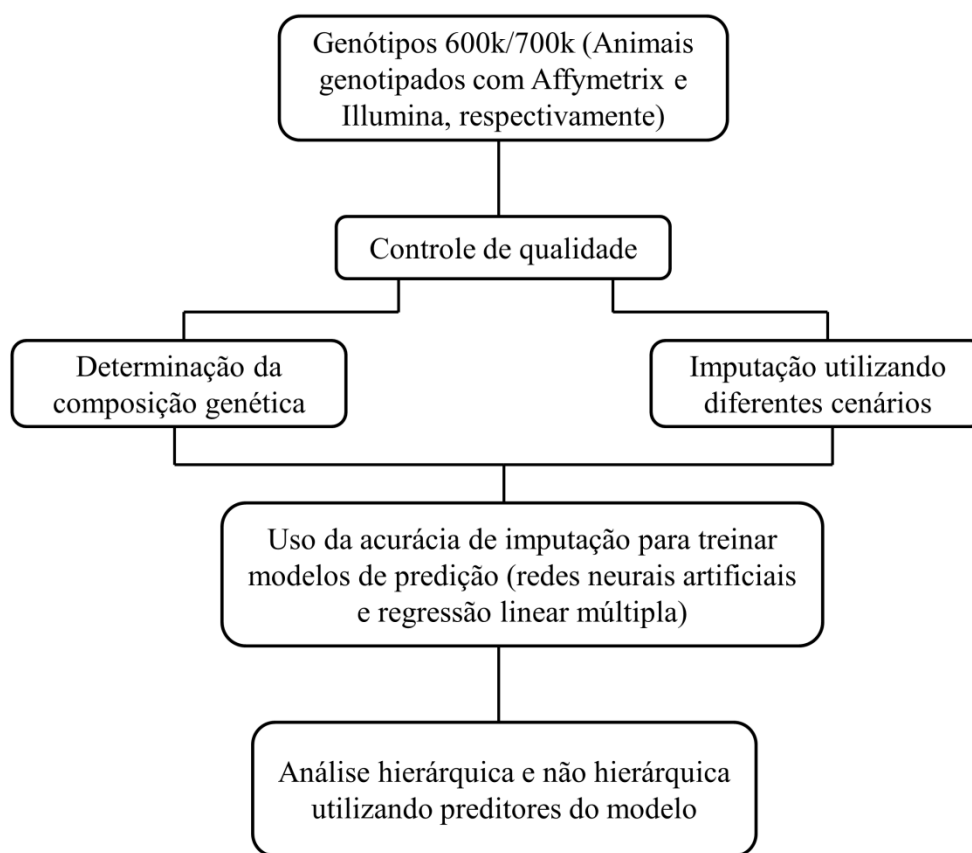 Genótipos 600k/700k (Animais
genotipados com Affymetrix e
Illumina, respectivamente)
Controle de qualidade
Determinação da
composição genética
Imputação utilizando
diferentes cenários
Uso da acurácia de imputação para treinar
modelos de predição (redes neurais artificiais
e regressão linear múltipla)
Análise hierárquica e não hierárquica
utilizando preditores do modelo